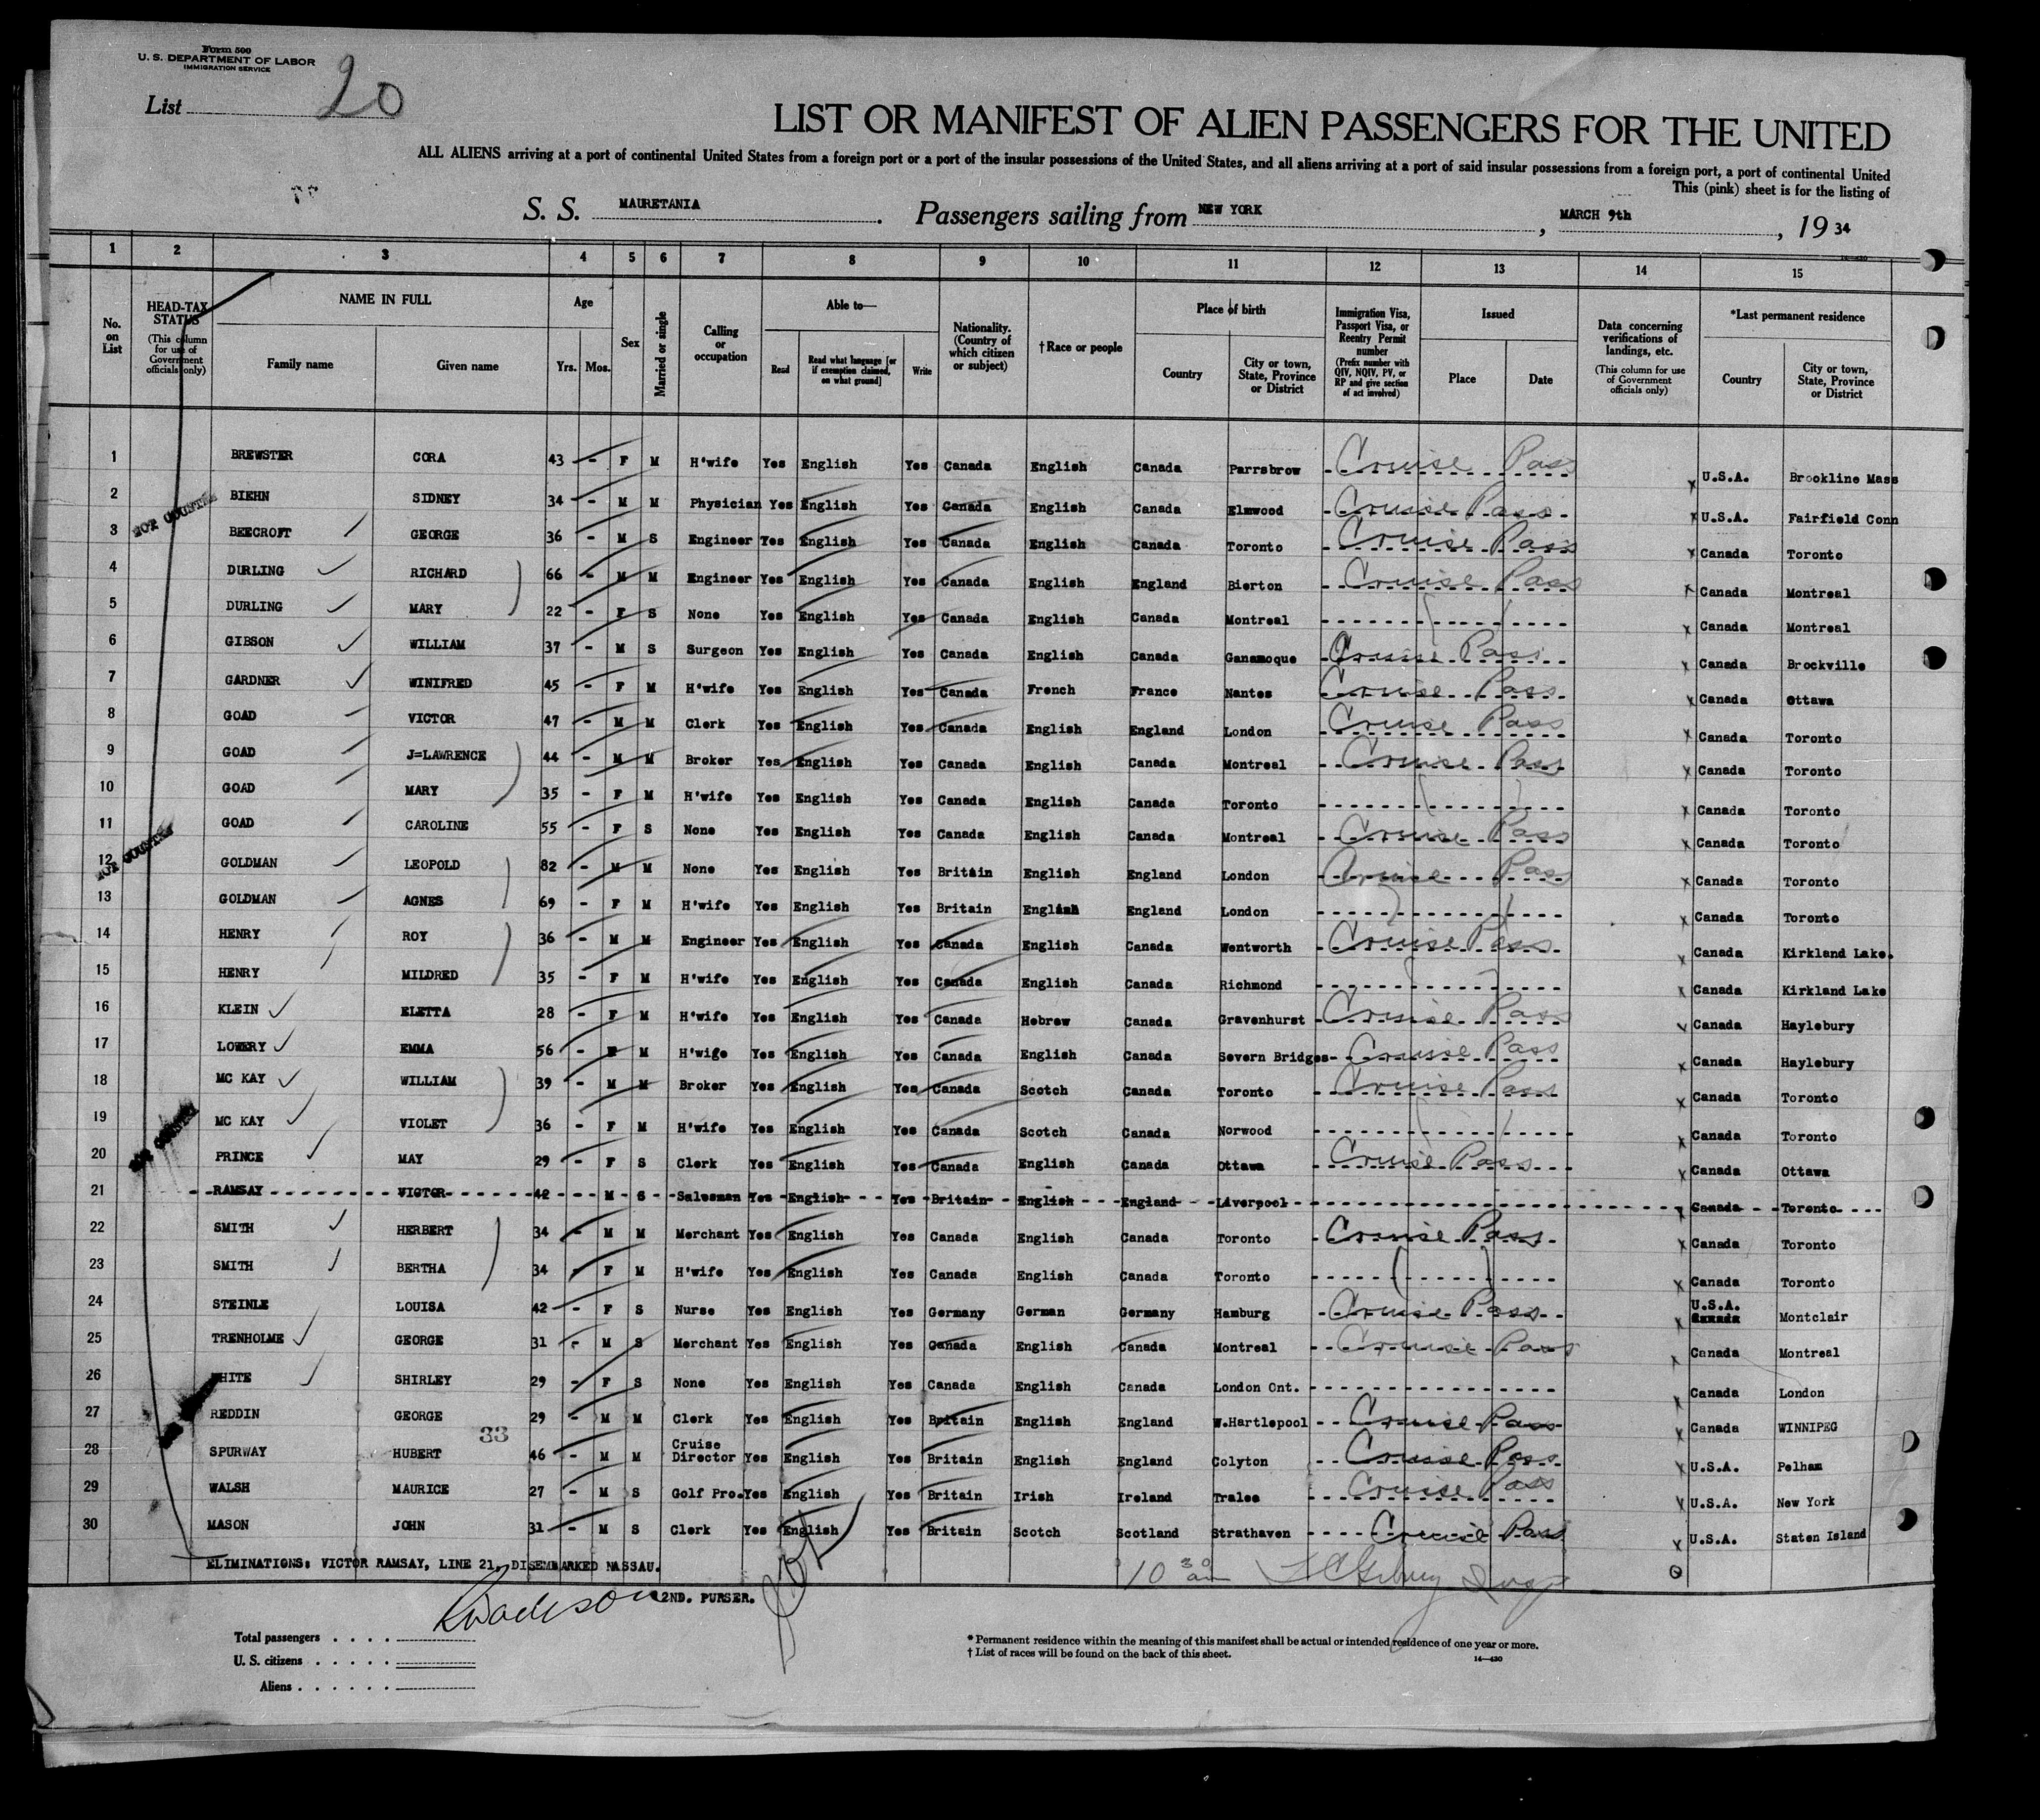 Form 500
U. S. DEPARTMENT OF LABOR
IMMIGRATION SERVICE
List 20
LIST OR MANIFEST OF ALIEN PASSENGERS FOR THE UNITED
ALL ALIENS arriving at a port of continental United States from a foreign port or a port of the insular possessions of the United States, and all aliens arriving at a port of said insular possessions from a foreign port, a port of continental United
This (pink) sheet is for the listing of
S. S. MAURETANIA. Passengers sailing from NEW YORK, MARCH 9th, 19 34
1 2 3 4 5 6 7 8 9 10 11 12 13 14 15
No. on List
HEAD-TAX STATUS (This column for use of Government officials only)
NAME IN FULL Family name Given name
Age Yrs. Mos.
Sex
Married or single
Calling or occupation
Able to— Read Read what language [or if exemption claimed, on what ground] Write
Nationality. (Country of which citizen or subject)
†Race or people
Place of birth Country City or town, State, Province or District
Immigration Visa, Passport Visa, or Reentry Permit number (Prefix number with QIV, NQIV, PV, or RP and give section of act involved)
Issued Place Date
Data concerning verifications of landings, etc. (This column for use of Government officials only)
*Last permanent residence Country City or town, State, Province or District
1 BREWSTER CORA 43 - F M H'wife Yes English Yes Canada English Canada Parrsbrow Cruise Pass x U.S.A. Brookline Mass
2 BIEHN SIDNEY 34 - M M Physician Yes English Yes Canada English Canada Elmwood Cruise Pass x U.S.A. Fairfield Conn
NOT COUNTED
3 BEECROFT GEORGE 36 - M S Engineer Yes English Yes Canada English Canada Toronto Cruise Pass x Canada Toronto
4 DURLING RICHARD 66 - M M Engineer Yes English Yes Canada English England Bierton Cruise Pass x Canada Montreal
5 DURLING MARY 22 - F S None Yes English Yes Canada English Canada Montreal x Canada Montreal
6 GIBSON WILLIAM 37 - M S Surgeon Yes English Yes Canada English Canada Ganamoque Cruise Pass x Canada Brockville
7 GARDNER WINIFRED 45 - F M H'wife Yes English Yes Canada French France Nantes Cruise Pass x Canada Ottawa
8 GOAD VICTOR 47 - M M Clerk Yes English Yes Canada English England London Cruise Pass x Canada Toronto
9 GOAD J=LAWRENCE 44 - M M Broker Yes English Yes Canada English Canada Montreal Cruise Pass x Canada Toronto
10 GOAD MARY 35 - F M H'wife Yes English Yes Canada English Canada Toronto x Canada Toronto
11 GOAD CAROLINE 55 - F S None Yes English Yes Canada English Canada Montreal Cruise Pass x Canada Toronto
NOT COUNTED
12 GOLDMAN LEOPOLD 82 - M M None Yes English Yes Britain English England London Cruise Pass x Canada Toronto
13 GOLDMAN AGNES 69 - F M H'wife Yes English Yes Britain English England London x Canada Toronto
14 HENRY ROY 36 - M M Engineer Yes English Yes Canada English Canada Wentworth Cruise Pass x Canada Kirkland Lake.
15 HENRY MILDRED 35 - F M H'wife Yes English Yes Canada English Canada Richmond x Canada Kirkland Lake
16 KLEIN ELETTA 28 - F M H'wife Yes English Yes Canada Hebrew Canada Gravenhurst Cruise Pass x Canada Haylebury
17 LOWERY EMMA 56 - F M H'wige Yes English Yes Canada English Canada Severn Bridges Cruise Pass x Canada Haylebury
18 MC KAY WILLIAM 39 - M M Broker Yes English Yes Canada Scotch Canada Toronto Cruise Pass x Canada Toronto
19 MC KAY VIOLET 36 - F M H'wife Yes English Yes Canada Scotch Canada Norwood x Canada Toronto
20 PRINCE MAY 29 - F S Clerk Yes English Yes Canada English Canada Ottawa Cruise Pass x Canada Ottawa
21 RAMSAY VICTOR 42 - M S Salesman Yes English Yes Britain English England Liverpool x Canada Toronto
22 SMITH HERBERT 34 - M M Merchant Yes English Yes Canada English Canada Toronto Cruise Pass x Canada Toronto
23 SMITH BERTHA 34 - F M H'wife Yes English Yes Canada English Canada Toronto x Canada Toronto
24 STEINLE LOUISA 42 - F S Nurse Yes English Yes Germany German Germany Hamburg Cruise Pass x U.S.A. Canada Montclair
25 TRENHOLME GEORGE 31 - M S Merchant Yes English Yes Canada English Canada Montreal Cruise Pass x Canada Montreal
26 WHITE SHIRLEY 29 - F S None Yes English Yes Canada English Canada London Ont. x Canada London
27 REDDIN GEORGE 29 - M M Clerk Yes English Yes Britain English England W.Hartlepool Cruise Pass x Canada WINNIPEG
33
28 SPURWAY HUBERT 46 - M M Cruise Director Yes English Yes Britain English England Colyton Cruise Pass x U.S.A. Pelham
29 WALSH MAURICE 27 - M S Golf Pro. Yes English Yes Britain Irish Ireland Tralee Cruise Pass x U.S.A. New York
30 MASON JOHN 31 - M S Clerk Yes English Yes Britain Scotch Scotland Strathaven Cruise Pass x U.S.A. Staten Island
ELIMINATIONS: VICTOR RAMSAY, LINE 21, DISEMBARKED NASSAU.
10 30 am
2ND. PURSER.
Total passengers
U. S. citizens
Aliens
* Permanent residence within the meaning of this manifest shall be actual or intended residence of one year or more.
† List of races will be found on the back of this sheet.
14—430